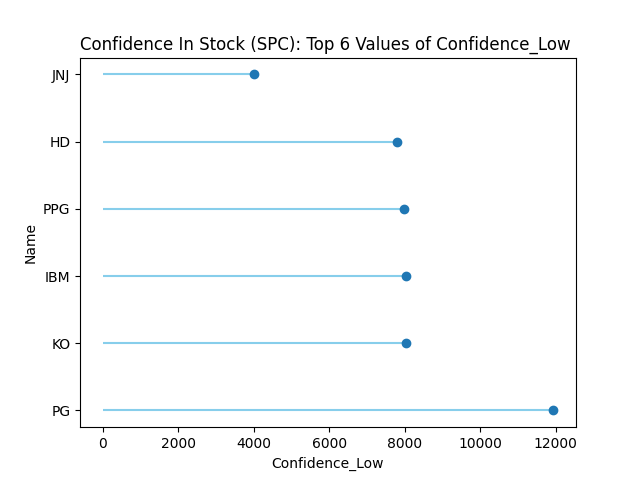 Confidence In Stock (SPC): Top 6 Values of Confidence_Low
JNJ
HD
PPG
IBM
KO
PG
Name
0 2000 4000 6000 8000 10000 12000
Confidence_Low